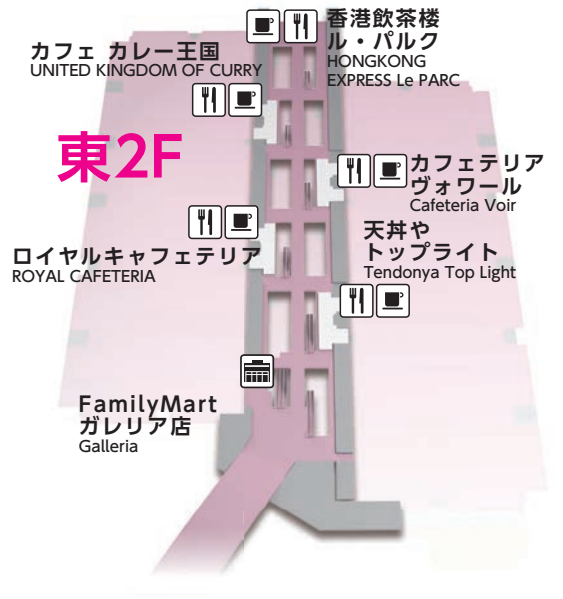 香港飲茶楼
ル・パルク
HONGKONG
EXPRESS Le PARC
カフェ カレー王国
UNITED KINGDOM OF CURRY
東2F
カフェテリア
ヴォワール
Cafeteria Voir
ロイヤルキャフェテリア
ROYAL CAFETERIA
天丼や
トップライト
Tendonya Top Light
FamilyMart
ガレリア店
Galleria